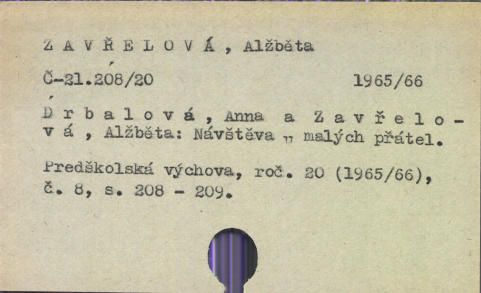 Z A V Ř E L O V Á , Alžběta
Č-21.208/20 1965/66
D r b a l o v á , Anna a Z a v ř e l o -
v á , Alžběta: Návštěva „ malých přátel.
Predškolská výchova, roč. 20 (1965/66),
č. 8, s. 208 - 209.